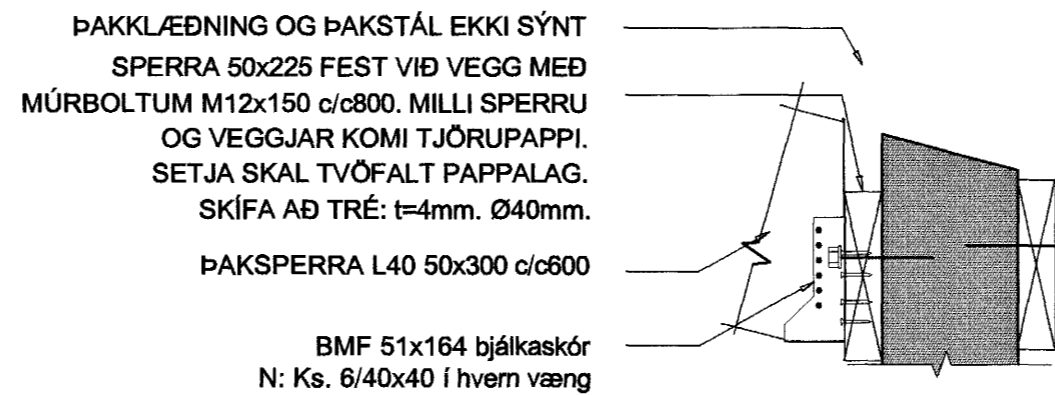 ÞAKKLÆÐNING OG ÞAKSTÁL EKKI SÝNT
SPERRA 50x225 FEST VIÐ VEGG MEÐ
MÚRBOLTUM M12x150 c/c800. MILLI SPERRU
OG VEGGJAR KOMI TJÖRUPAPPI.
SETJA SKAL TVÖFALT PAPPALAG.
SKÍFA AÐ TRÉ: t=4mm. Ø40mm.
ÞAKSPERRA L40 50x300 c/c600
BMF 51x164 bjálkaskór
N: Ks. 6/40x40 í hvern væng